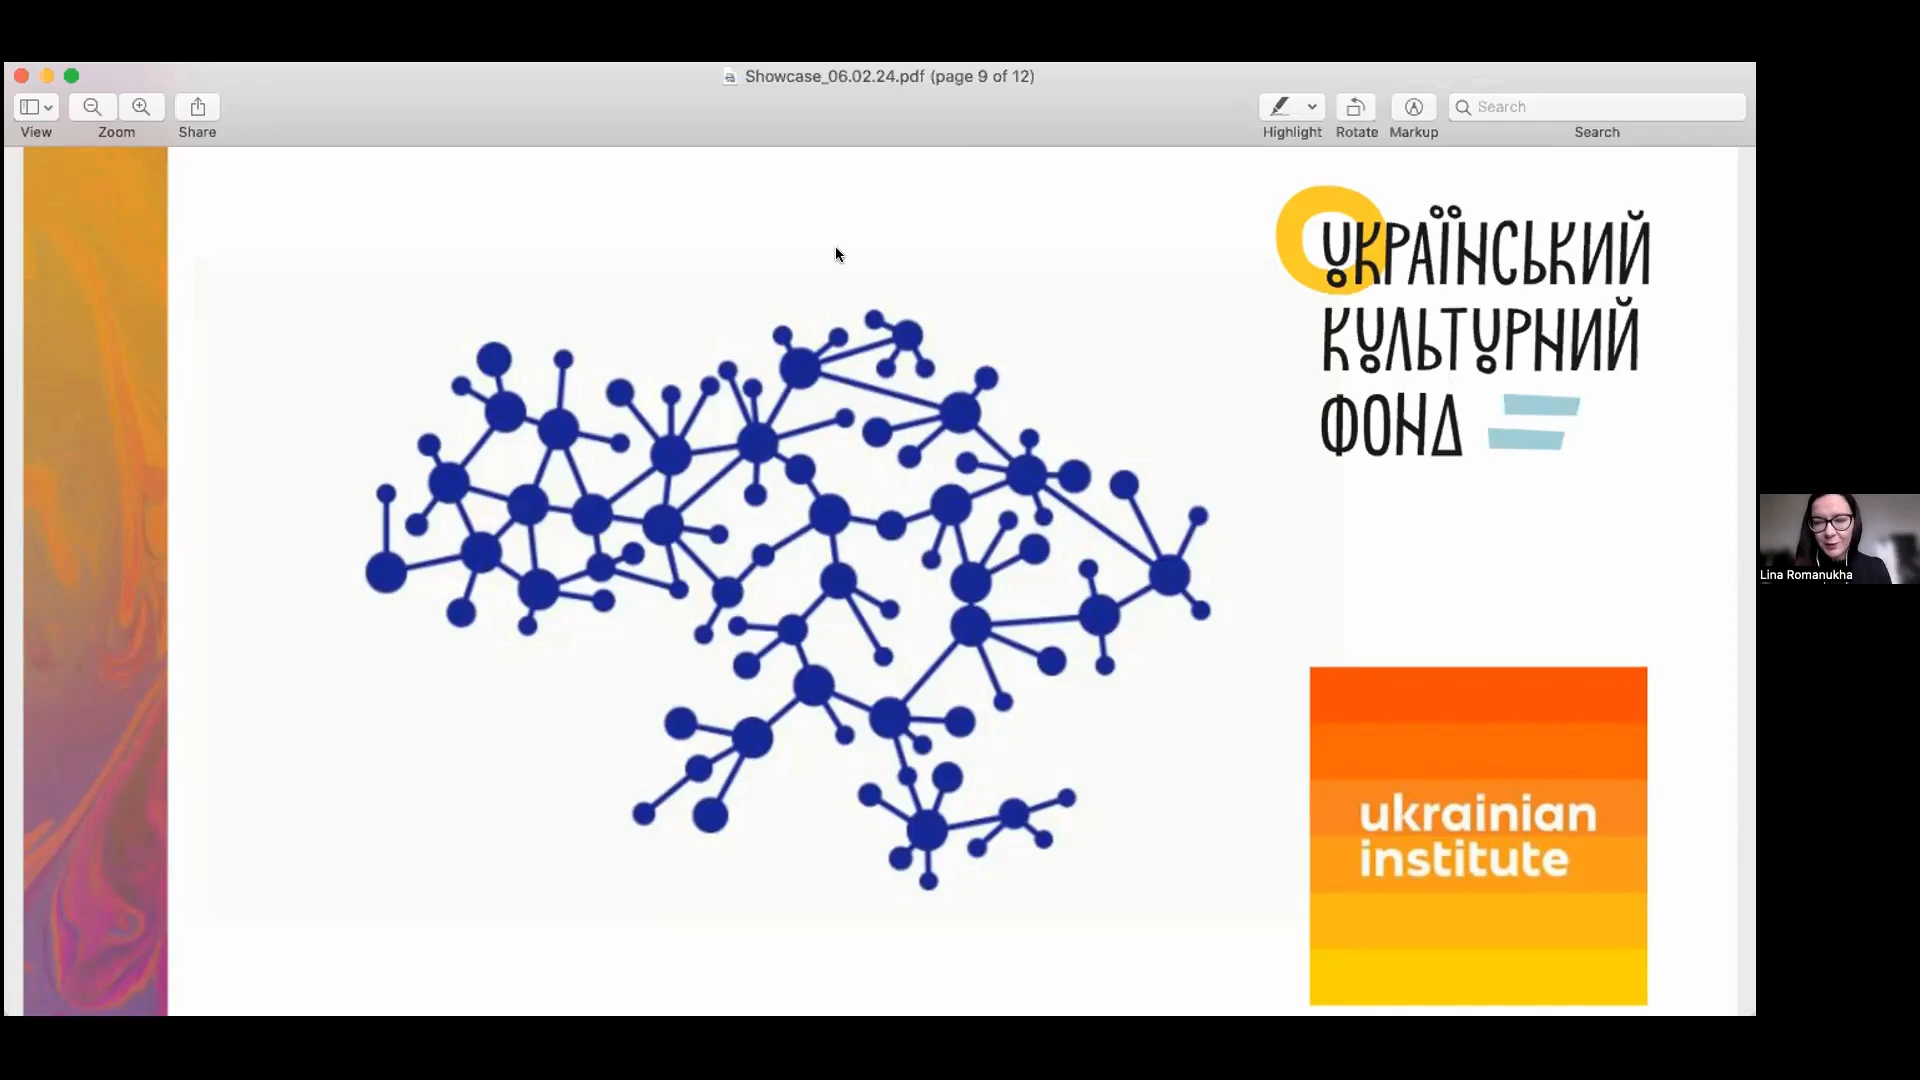 Showcase_06.02.24.pdf (page 9 of 12)
Search
View
Zoom
Share
Highlight
Rotate
Markup
Search
УКРАЇНСЬКИЙ
КУЛЬТУРНИЙ
ФОНД
Lina Romanukha
ukrainian
institute